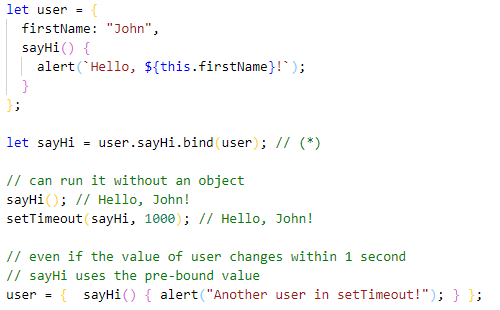 let user = {
  firstName: "John",
  sayHi() {
    alert(`Hello, ${this.firstName}!`);
  }
};

let sayHi = user.sayHi.bind(user); // (*)

// can run it without an object
sayHi(); // Hello, John!
setTimeout(sayHi, 1000); // Hello, John!

// even if the value of user changes within 1 second
// sayHi uses the pre-bound value
user = {  sayHi() { alert("Another user in setTimeout!"); } };